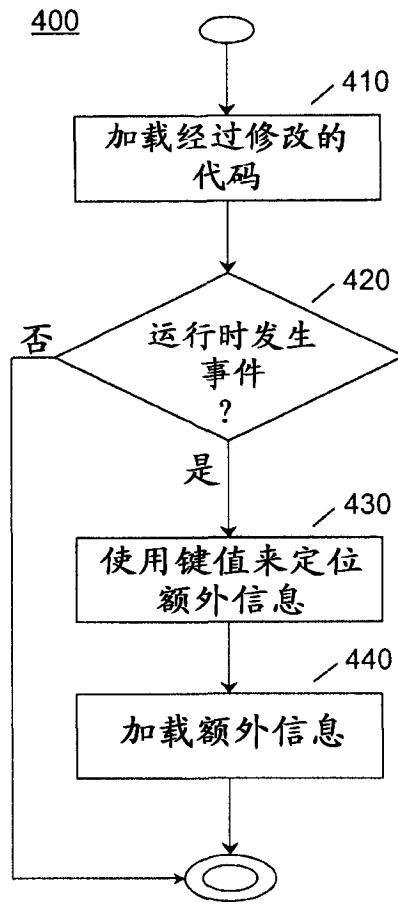 400
410
加载经过修改的
代码
420
否
运行时发生
事件
?
是
430
使用键值来定位
额外信息
440
加载额外信息